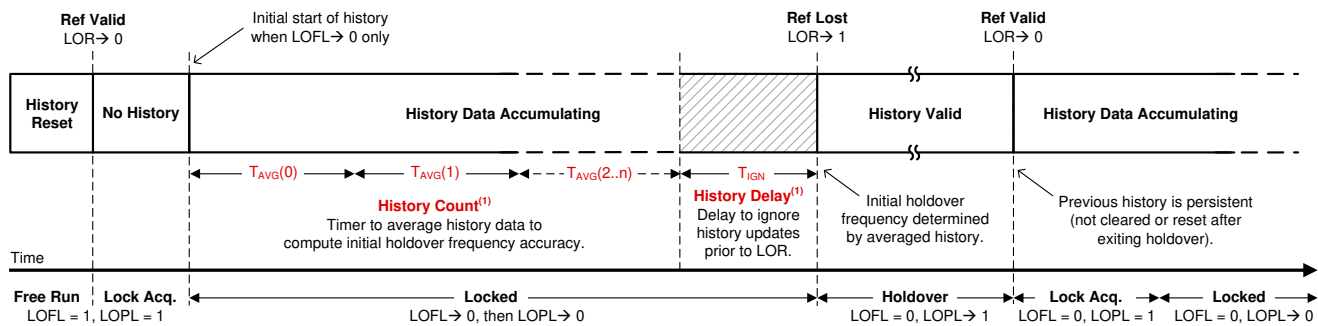 Ref Valid
LOR→ 0
Initial start of history
when LOFL→ 0 only
Ref Lost
LOR→ 1
Ref Valid
LOR→ 0
History
Reset
No History
History Data Accumulating
History Valid
History Data Accumulating
TAVG(0)
TAVG(1)
TAVG(2..n)
TIGN
History Count(1)
Timer to average history data to
compute initial holdover frequency accuracy.
History Delay(1)
Delay to ignore
history updates
prior to LOR.
Initial holdover
frequency determined
by averaged history.
Previous history is persistent
(not cleared or reset after
exiting holdover).
Time
Free Run
Lock Acq.
LOFL = 1, LOPL = 1
Locked
LOFL→ 0, then LOPL→ 0
Holdover
LOFL = 0, LOPL→ 1
Lock Acq.
LOFL = 0, LOPL = 1
Locked
LOFL = 0, LOPL→ 0